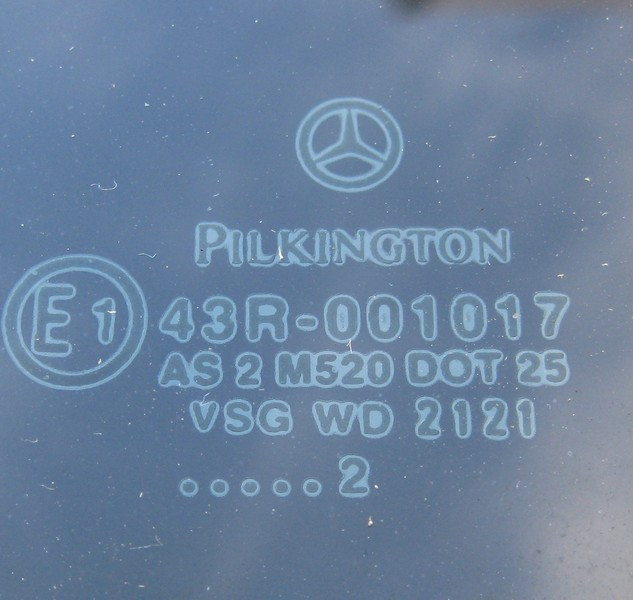 PILKINGTON
E1 43R-001017
AS 2 M520 DOT 25
VSG WD 2121
.....2